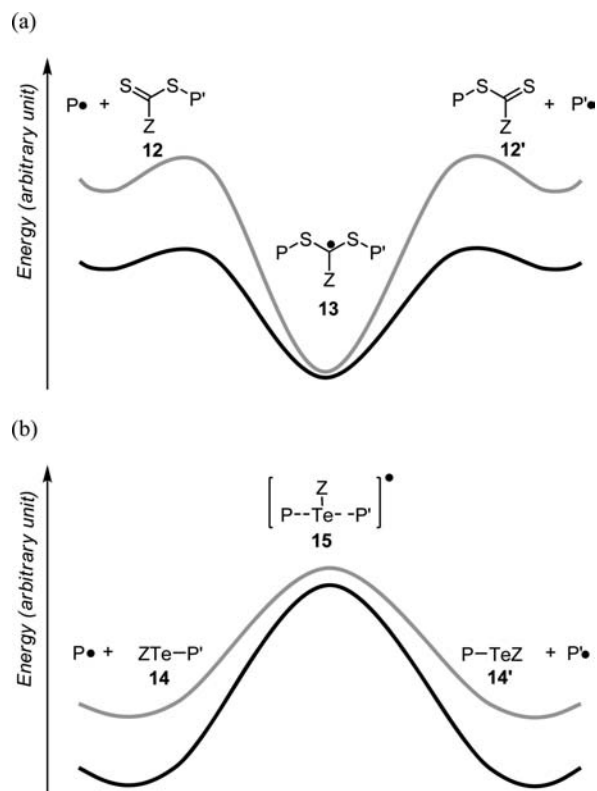 (a)
Energy (arbitrary unit)
P● + S S P' Z
12
P S S Z + P'●
12'
P S ● S P' Z
13
(b)
Energy (arbitrary unit)
[ Z P--Te--P' ] ●
15
P● + ZTe–P'
14
P–TeZ + P'●
14'